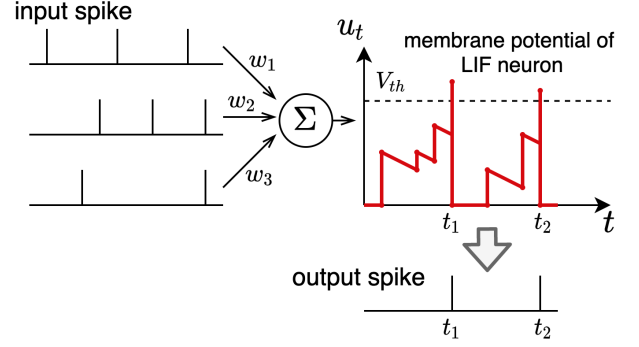 input spike
w₁
w₂
w₃
Σ
uₜ
membrane potential of
LIF neuron
Vₜₕ
t₁
t₂
t
output spike
t₁
t₂